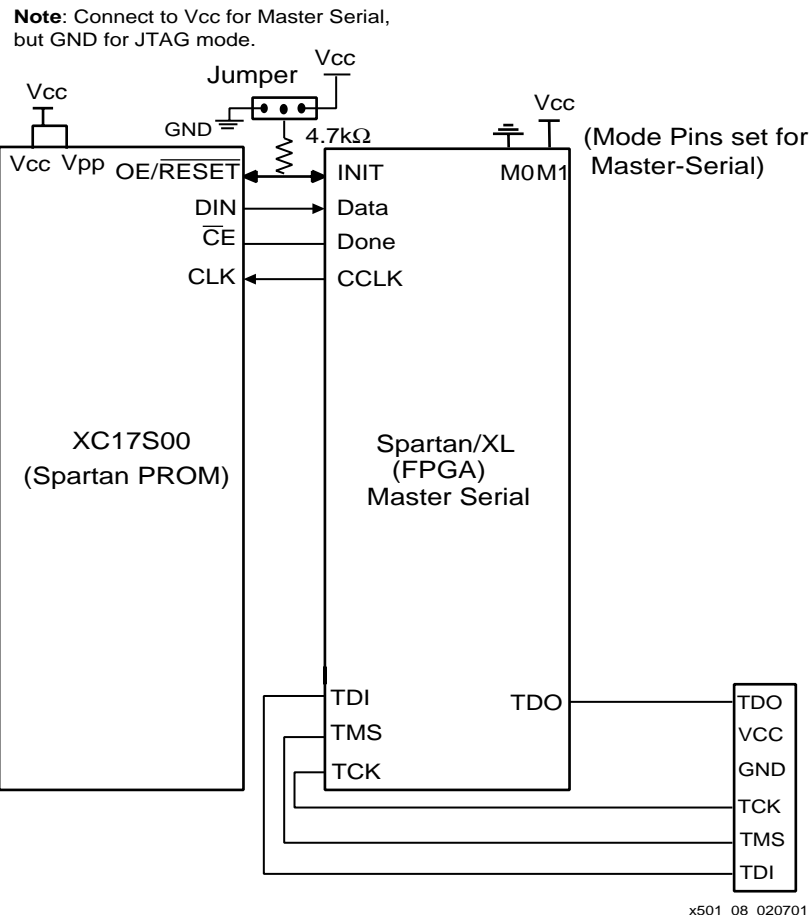 Note: Connect to Vcc for Master Serial,
but GND for JTAG mode.
Vcc
Jumper
Vcc
GND
4.7kΩ
Vcc
(Mode Pins set for
Master-Serial)
Vcc Vpp
OE/RESET
INIT
M0 M1
DIN
Data
CE
Done
CLK
CCLK
XC17S00
(Spartan PROM)
Spartan/XL
(FPGA)
Master Serial
TDI
TDO
TMS
TCK
TDO
VCC
GND
TCK
TMS
TDI
x501_08_020701